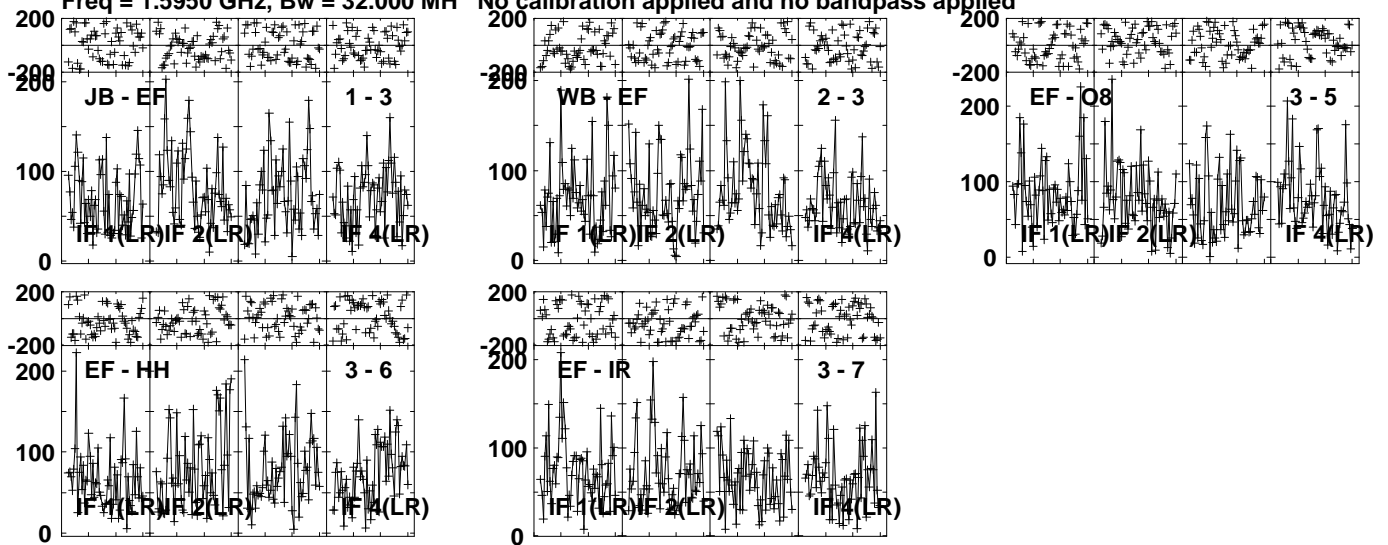 Freq = 1.5950 GHz, Bw = 32.000 MH No calibration applied and no bandpass applied
200
-200
200
100
0
JB - EF 1 - 3
IF 1(LR) IF 2(LR) IF 4(LR)
200
-200
200
100
0
WB - EF 2 - 3
IF 1(LR) IF 2(LR) IF 4(LR)
200
-200
200
100
0
EF - O8 3 - 5
IF 1(LR) IF 2(LR) IF 4(LR)
200
-200
200
100
0
EF - HH 3 - 6
IF 1(LR) IF 2(LR) IF 4(LR)
200
-200
200
100
0
EF - IR 3 - 7
IF 1(LR) IF 2(LR) IF 4(LR)